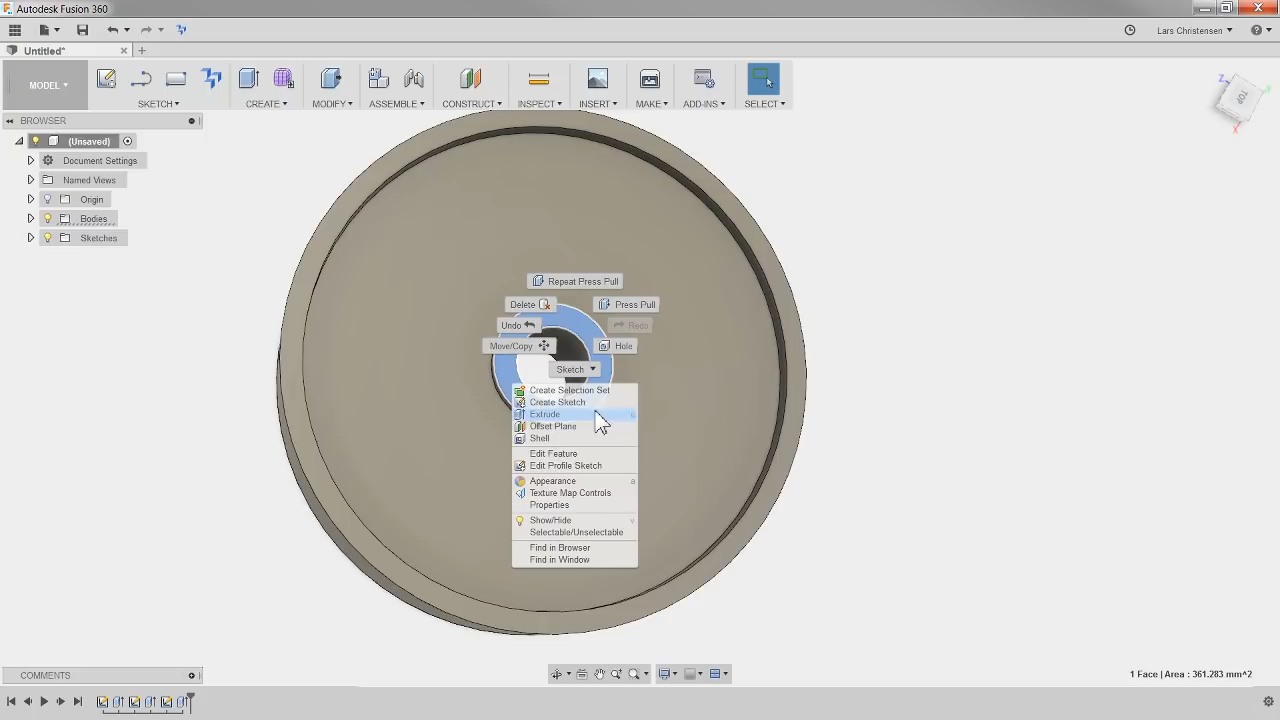 Autodesk Fusion 360
Lars Christensen
Untitled*
MODEL
SKETCH
CREATE
MODIFY
ASSEMBLE
CONSTRUCT
INSPECT
INSERT
MAKE
ADD-INS
SELECT
BROWSER
(Unsaved)
Document Settings
Named Views
Origin
Bodies
Sketches
TOP
Z
Y
X
Repeat Press Pull
Delete
Press Pull
Undo
Redo
Move/Copy
Hole
Sketch
Create Selection Set
Create Sketch
Extrude e
Offset Plane
Shell
Edit Feature
Edit Profile Sketch
Appearance a
Texture Map Controls
Properties
Show/Hide v
Selectable/Unselectable
Find in Browser
Find in Window
COMMENTS
1 Face | Area : 361.283 mm^2